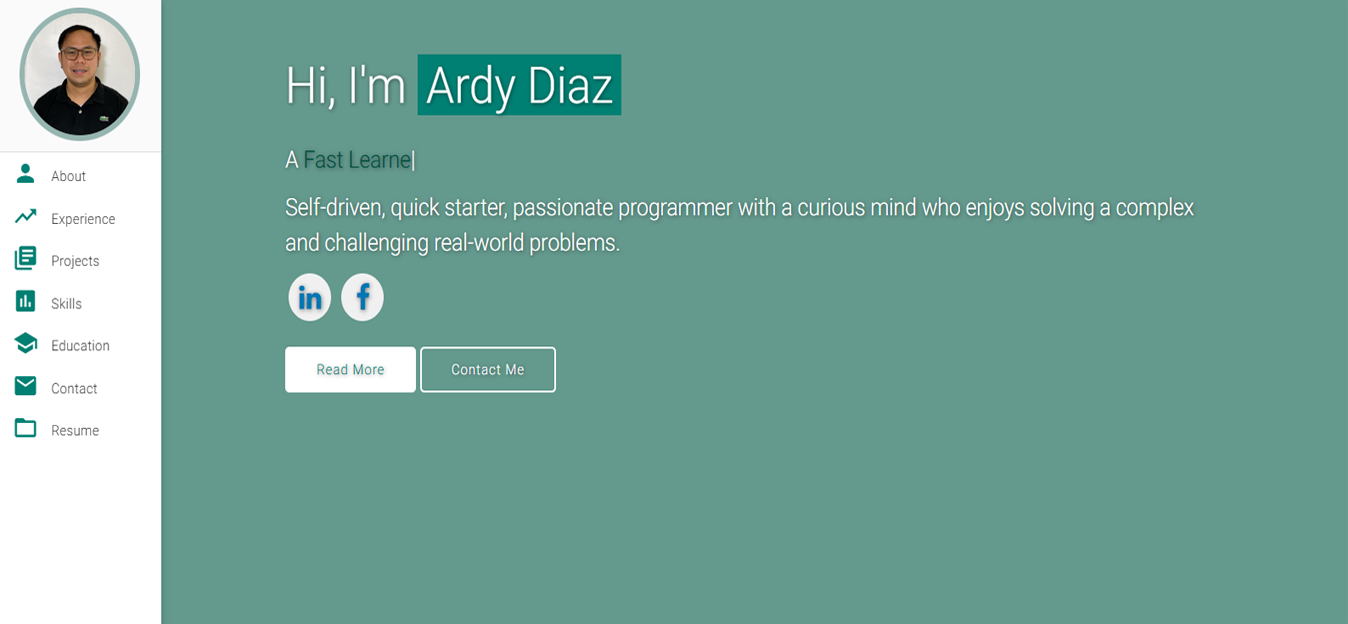 About
Experience
Projects
Skills
Education
Contact
Resume
Hi, I'm Ardy Diaz
A Fast Learne|
Self-driven, quick starter, passionate programmer with a curious mind who enjoys solving a complex
and challenging real-world problems.
in f
Read More Contact Me